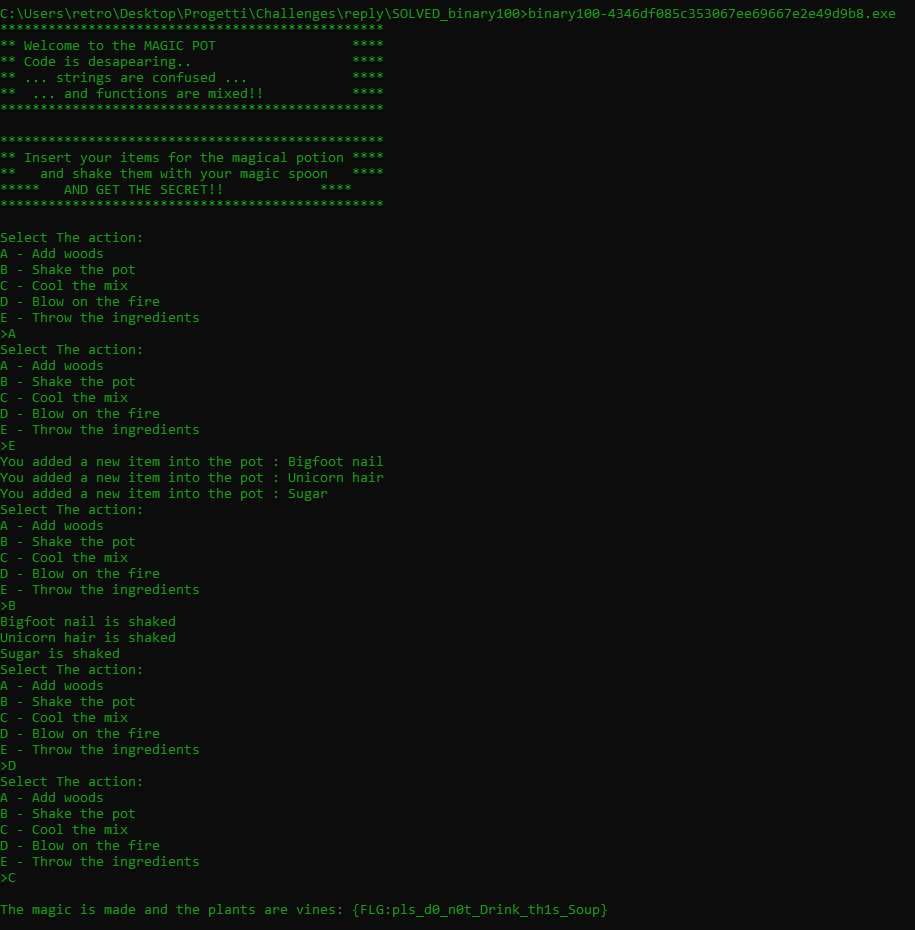 C:\Users\retro\Desktop\Progetti\Challenges\reply\SOLVED_binary100>binary100-4346df085c353067ee69667e2e49d9b8.exe
************************************************
** Welcome to the MAGIC POT                 ****
** Code is desapearing..                    ****
** ... strings are confused ...             ****
**  ... and functions are mixed!!           ****
************************************************

************************************************
** Insert your items for the magical potion ****
**   and shake them with your magic spoon   ****
*****   AND GET THE SECRET!!            ****
************************************************

Select The action:
A - Add woods
B - Shake the pot
C - Cool the mix
D - Blow on the fire
E - Throw the ingredients
>A
Select The action:
A - Add woods
B - Shake the pot
C - Cool the mix
D - Blow on the fire
E - Throw the ingredients
>E
You added a new item into the pot : Bigfoot nail
You added a new item into the pot : Unicorn hair
You added a new item into the pot : Sugar
Select The action:
A - Add woods
B - Shake the pot
C - Cool the mix
D - Blow on the fire
E - Throw the ingredients
>B
Bigfoot nail is shaked
Unicorn hair is shaked
Sugar is shaked
Select The action:
A - Add woods
B - Shake the pot
C - Cool the mix
D - Blow on the fire
E - Throw the ingredients
>D
Select The action:
A - Add woods
B - Shake the pot
C - Cool the mix
D - Blow on the fire
E - Throw the ingredients
>C

The magic is made and the plants are vines: {FLG:pls_d0_n0t_Drink_th1s_Soup}